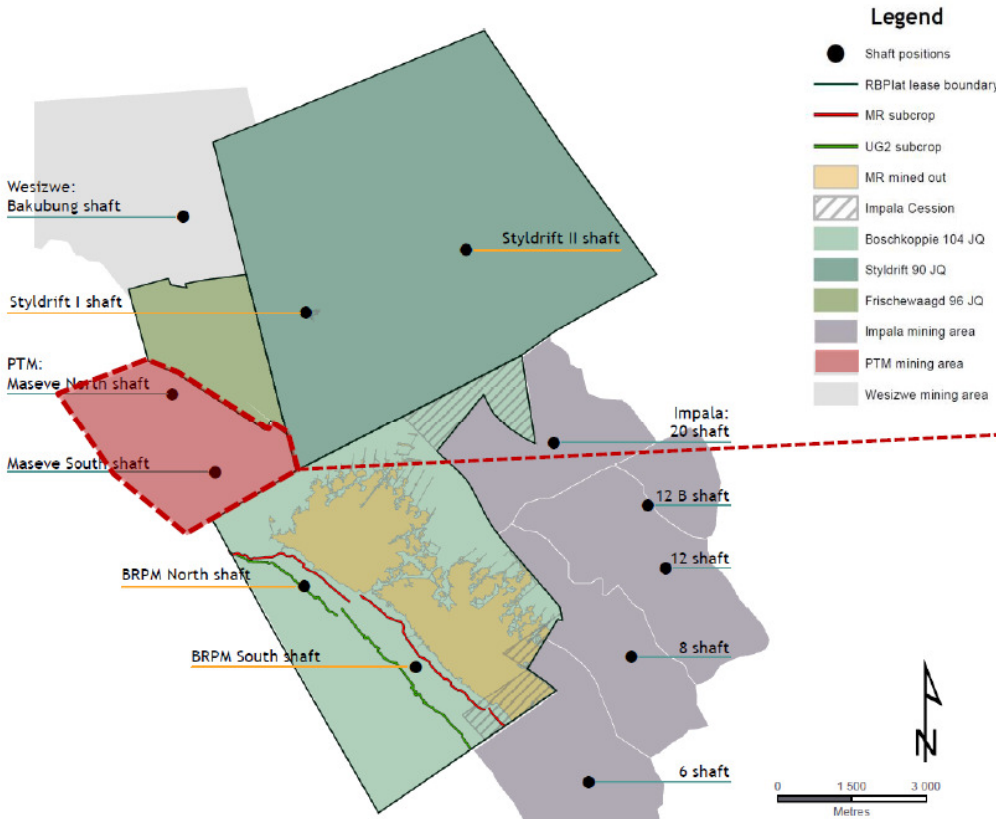 Legend
Shaft positions
RBPlat lease boundary
MR subcrop
UG2 subcrop
MR mined out
Impala Cession
Boschkoppie 104 JQ
Styldrift 90 JQ
Frischewaagd 96 JQ
Impala mining area
PTM mining area
Wesizwe mining area
Wesizwe:
Bakubung shaft
Styldrift II shaft
Styldrift I shaft
PTM:
Maseve North shaft
Maseve South shaft
Impala:
20 shaft
12 B shaft
12 shaft
BRPM North shaft
8 shaft
BRPM South shaft
6 shaft
N
0 1 500 3 000
Metres